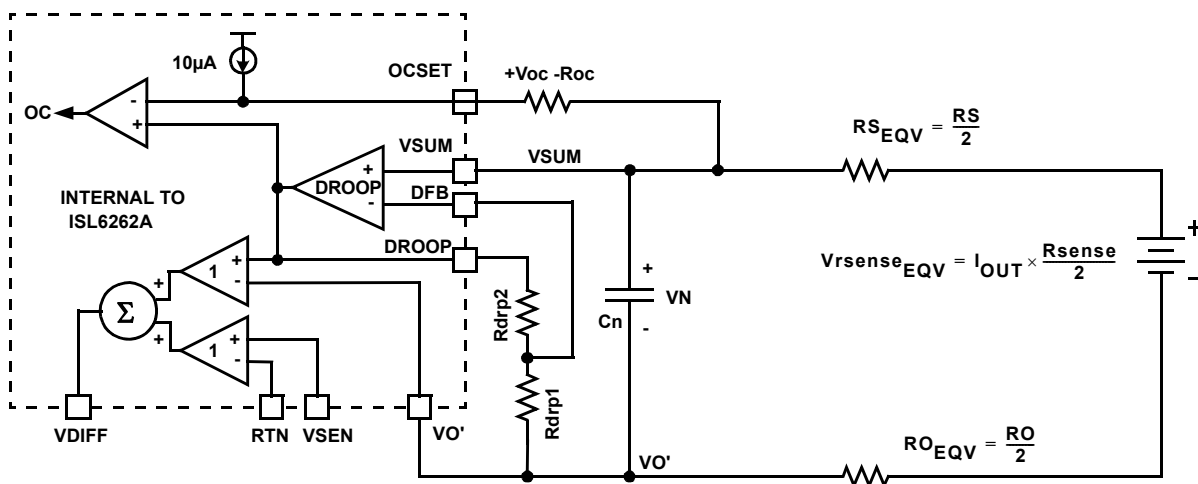 10µA
OCSET
+Voc -Roc
OC
-
+
RS_EQV = RS/2
VSUM
VSUM
+
DROOP
-
DFB
INTERNAL TO
ISL6262A
DROOP
+
1
-
+
Σ
+
+
1
-
Rdrp2
Rdrp1
+
VN
Cn
-
Vrsense_EQV = I_OUT × Rsense/2
+
-
VDIFF
RTN
VSEN
VO'
VO'
RO_EQV = RO/2